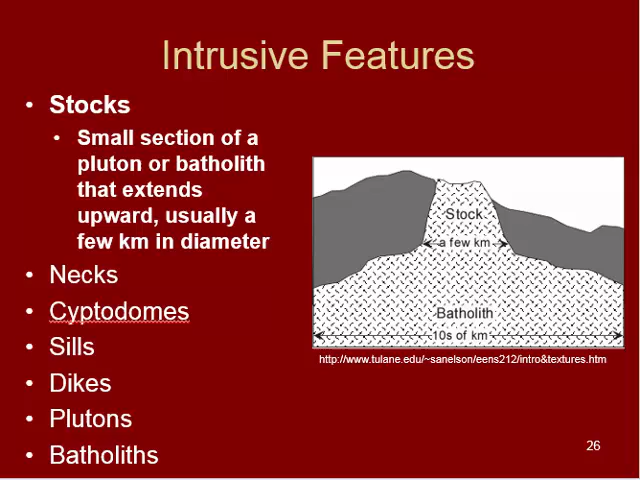 Intrusive Features
• Stocks
• Small section of a
pluton or batholith
that extends
upward, usually a
few km in diameter
• Necks
• Cyptodomes
• Sills
• Dikes
• Plutons
• Batholiths
Stock
a few km
Batholith
10s of km
http://www.tulane.edu/~sanelson/eens212/intro&textures.htm
26